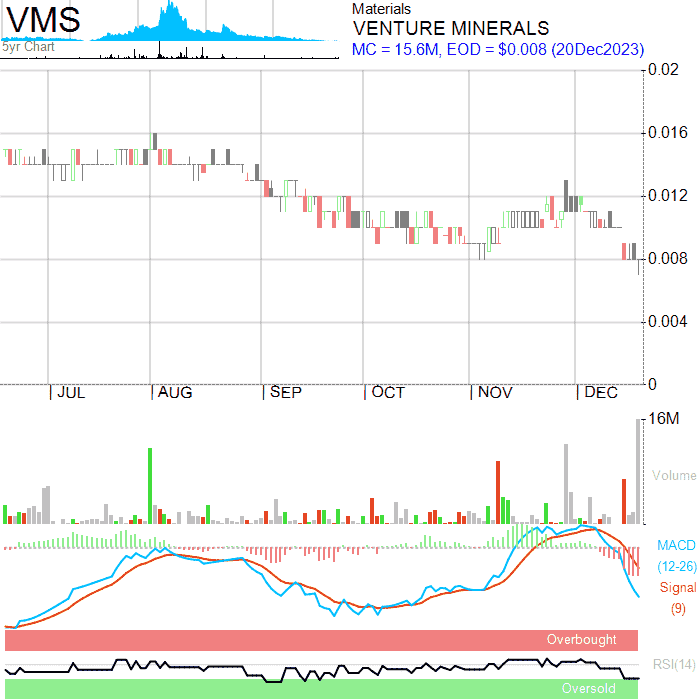 VMS
5yr Chart
Materials
VENTURE MINERALS
MC = 15.6M, EOD = $0.008 (20Dec2023)
0.02
0.016
0.012
0.008
0.004
0
JUL AUG SEP OCT NOV DEC
16M
Volume
MACD
(12-26)
Signal
(9)
Overbought
RSI(14)
Oversold